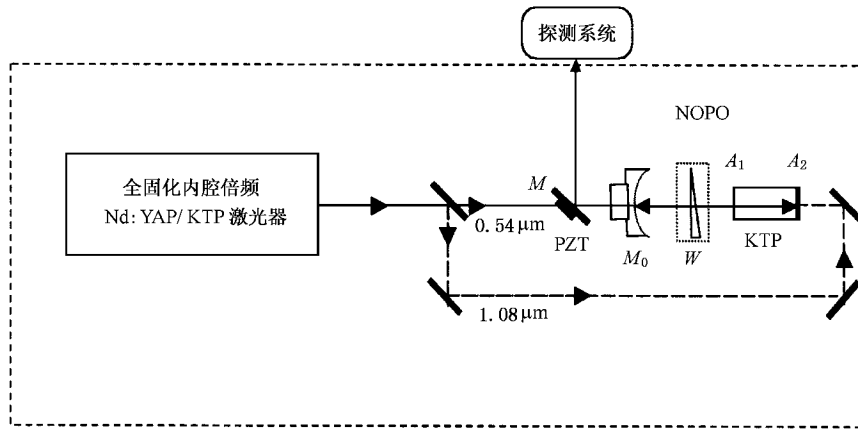 探测系统
NOPO
全固化内腔倍频
Nd: YAP/ KTP 激光器
M
A₁
A₂
0.54 μm
PZT
M₀
W
KTP
1.08 μm